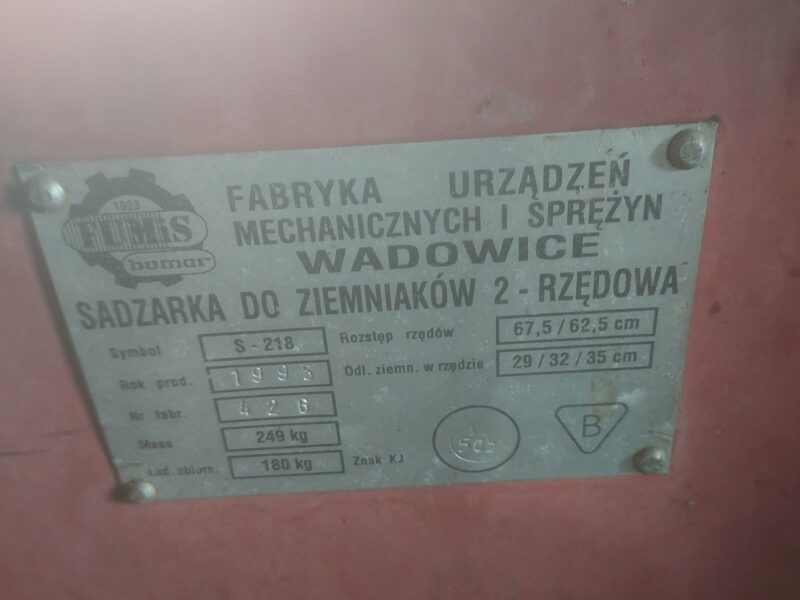 1923
FUMiS
bumar
FABRYKA URZĄDZEŃ
MECHANICZNYCH I SPRĘŻYN
WADOWICE
SADZARKA DO ZIEMNIAKÓW 2 - RZĘDOWA
Symbol S - 218 Rozstęp rzędów 67,5 / 62,5 cm
Rok prod. 1995 Odl. ziemn. w rzędzie 29 / 32 / 35 cm
Nr fabr. 426
Masa 249 kg
Ład. zbiorn. 180 kg Znak KJ
B